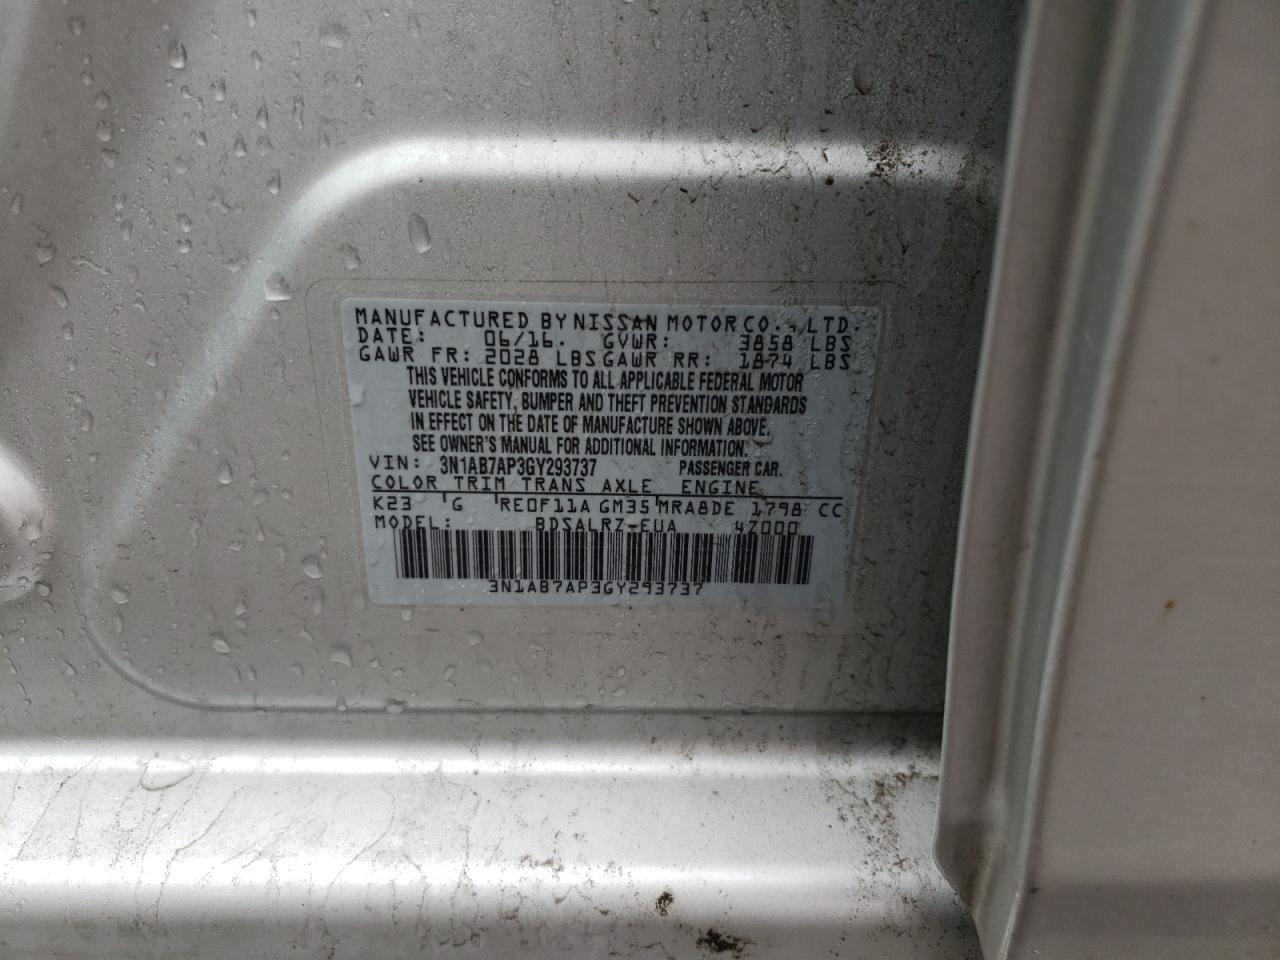 MANUFACTURED BY NISSAN MOTOR CO., LTD.
DATE: 06/16. GVWR: 3858 LBS
GAWR FR: 2028 LBS GAWR RR: 1874 LBS
THIS VEHICLE CONFORMS TO ALL APPLICABLE FEDERAL MOTOR
VEHICLE SAFETY, BUMPER AND THEFT PREVENTION STANDARDS
IN EFFECT ON THE DATE OF MANUFACTURE SHOWN ABOVE.
SEE OWNER'S MANUAL FOR ADDITIONAL INFORMATION.
VIN: 3N1AB7AP3GY293737 PASSENGER CAR.
COLOR TRIM TRANS AXLE ENGINE
K23 G RE0F11A GM35 MRA8DE 1798 CC
MODEL: BDSALRZ-EUA 4Z000
3N1AB7AP3GY293737